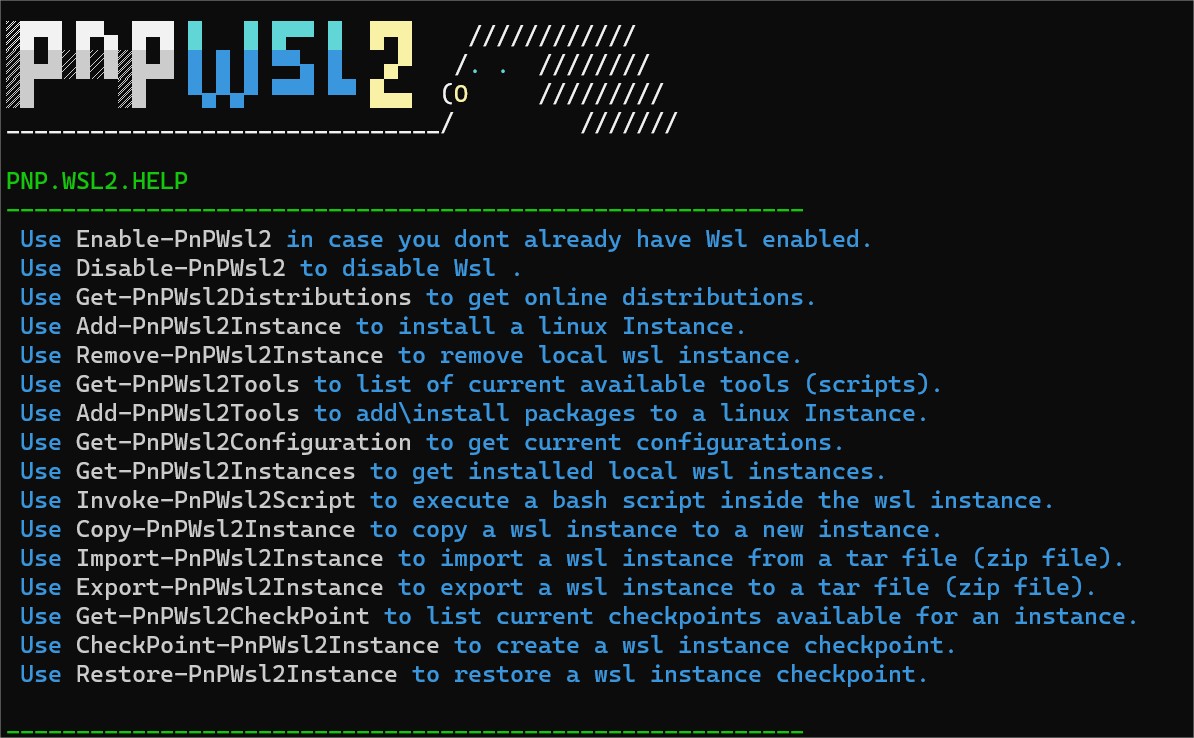 pnpWSL2
PNP.WSL2.HELP
Use Enable-PnPWsl2 in case you dont already have Wsl enabled.
Use Disable-PnPWsl2 to disable Wsl .
Use Get-PnPWsl2Distributions to get online distributions.
Use Add-PnPWsl2Instance to install a linux Instance.
Use Remove-PnPWsl2Instance to remove local wsl instance.
Use Get-PnPWsl2Tools to list of current available tools (scripts).
Use Add-PnPWsl2Tools to add\install packages to a linux Instance.
Use Get-PnPWsl2Configuration to get current configurations.
Use Get-PnPWsl2Instances to get installed local wsl instances.
Use Invoke-PnPWsl2Script to execute a bash script inside the wsl instance.
Use Copy-PnPWsl2Instance to copy a wsl instance to a new instance.
Use Import-PnPWsl2Instance to import a wsl instance from a tar file (zip file).
Use Export-PnPWsl2Instance to export a wsl instance to a tar file (zip file).
Use Get-PnPWsl2CheckPoint to list current checkpoints available for an instance.
Use CheckPoint-PnPWsl2Instance to create a wsl instance checkpoint.
Use Restore-PnPWsl2Instance to restore a wsl instance checkpoint.